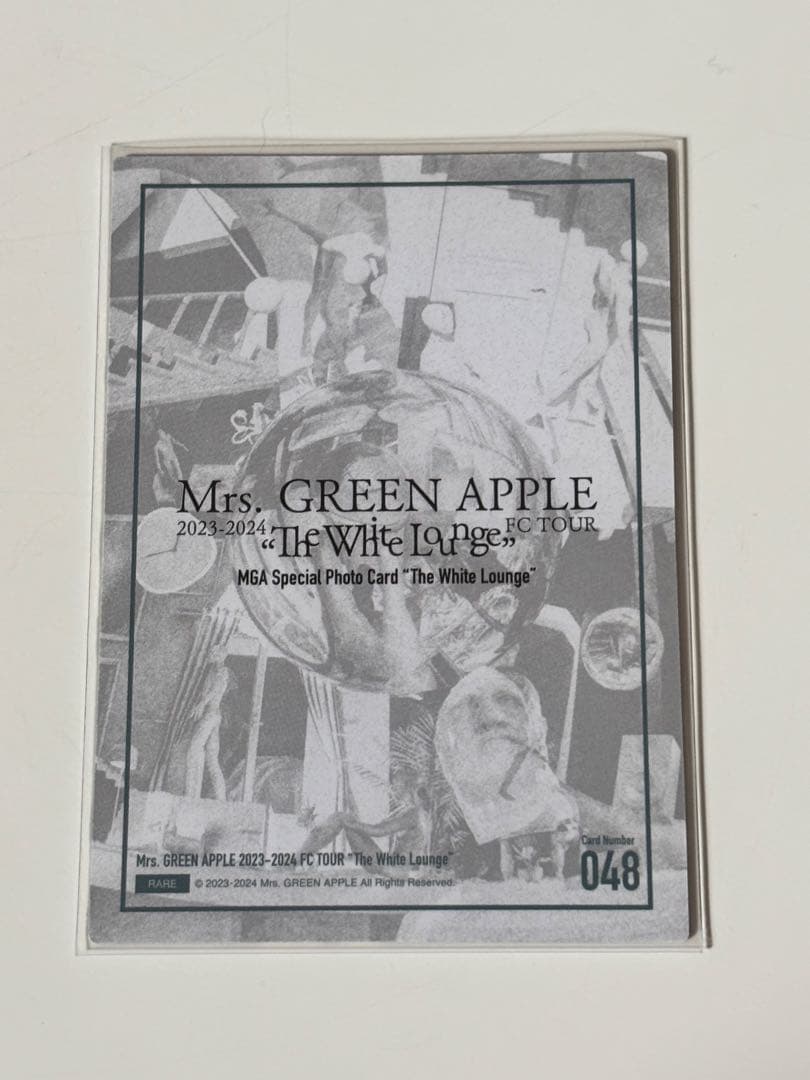 Mrs. GREEN APPLE
2023-2024 "The White Lounge" FC TOUR
MGA Special Photo Card "The White Lounge"
Mrs. GREEN APPLE 2023-2024 FC TOUR "The White Lounge"
RARE © 2023-2024 Mrs. GREEN APPLE All Rights Reserved.
Card Number
048